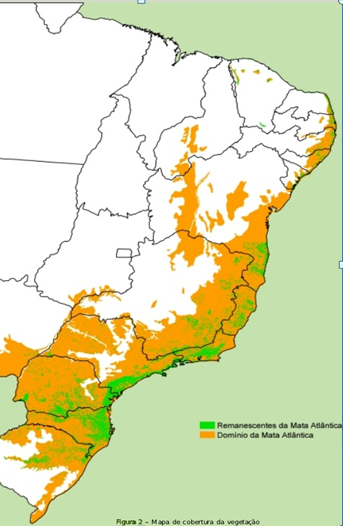 Remanescentes da Mata Atlântica
Domínio da Mata Atlântica
Figura 2 – Mapa de cobertura da vegetação